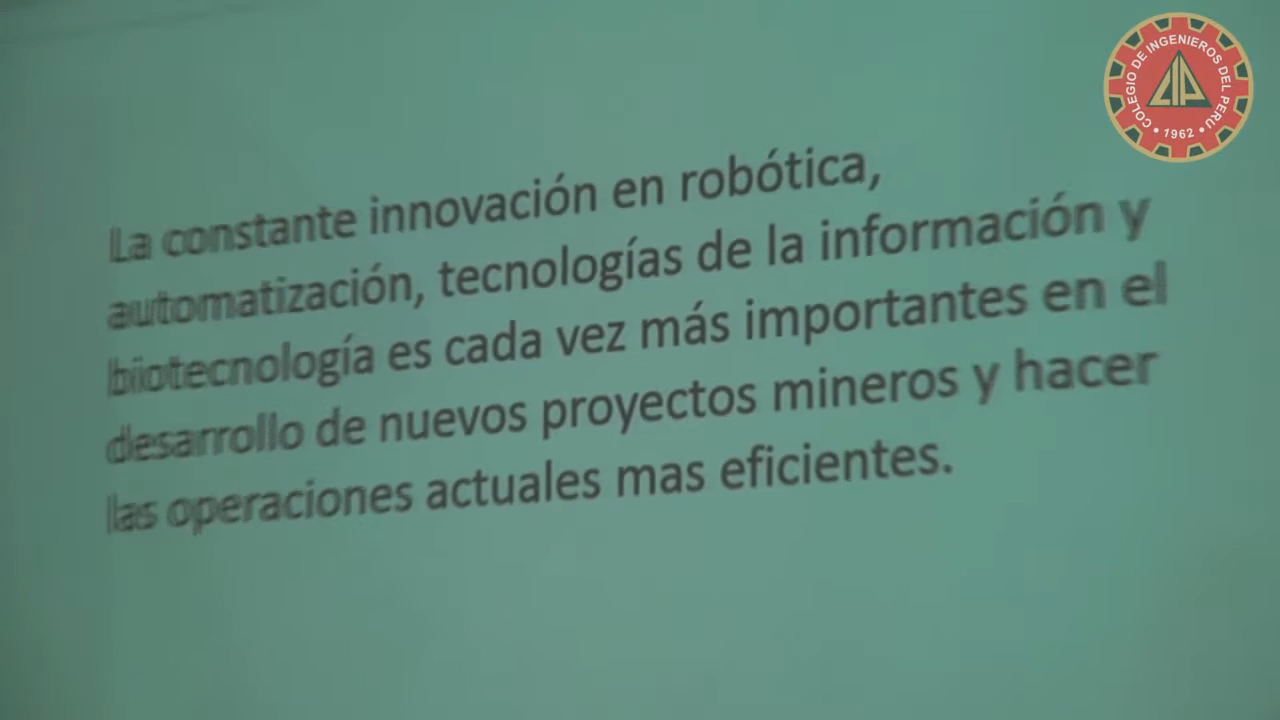 COLEGIO DE INGENIEROS DEL PERU
CIP
• 1962 •
La constante innovación en robótica,
automatización, tecnologías de la información y
biotecnología es cada vez más importantes en el
desarrollo de nuevos proyectos mineros y hacer
las operaciones actuales mas eficientes.